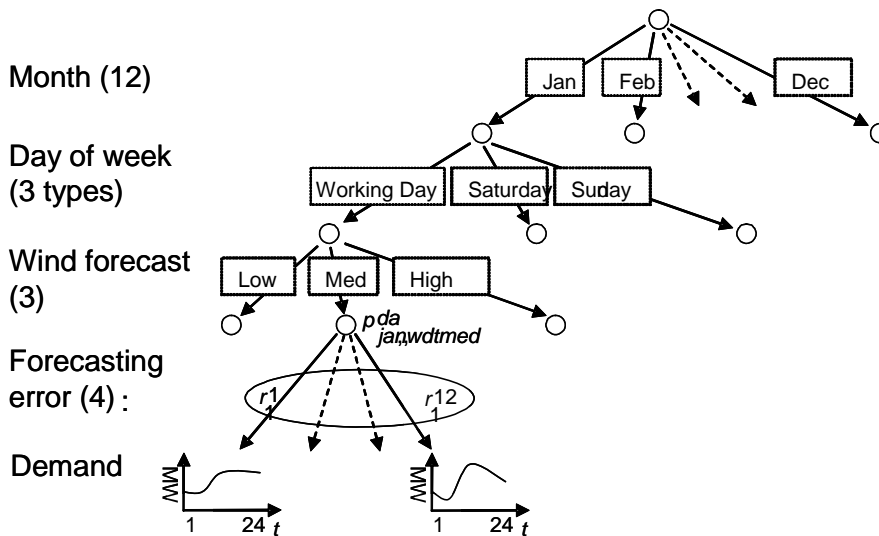 Month (12)
Jan Feb Dec
Day of week
(3 types)
Working Day Saturday Sunday
Wind forecast
(3)
Low Med High
p da
jan,wdtmed
Forecasting
error (4) :
r1 r12
1 1
Demand
MW MW
1 24 t 1 24 t